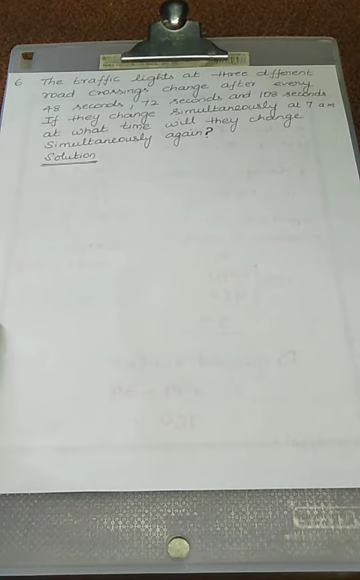 6 The traffic lights at three different
road crossings change after every
48 seconds, 72 seconds and 108 seconds
If they change simultaneously at 7 am
at what time will they change
simultaneously again?
Solution